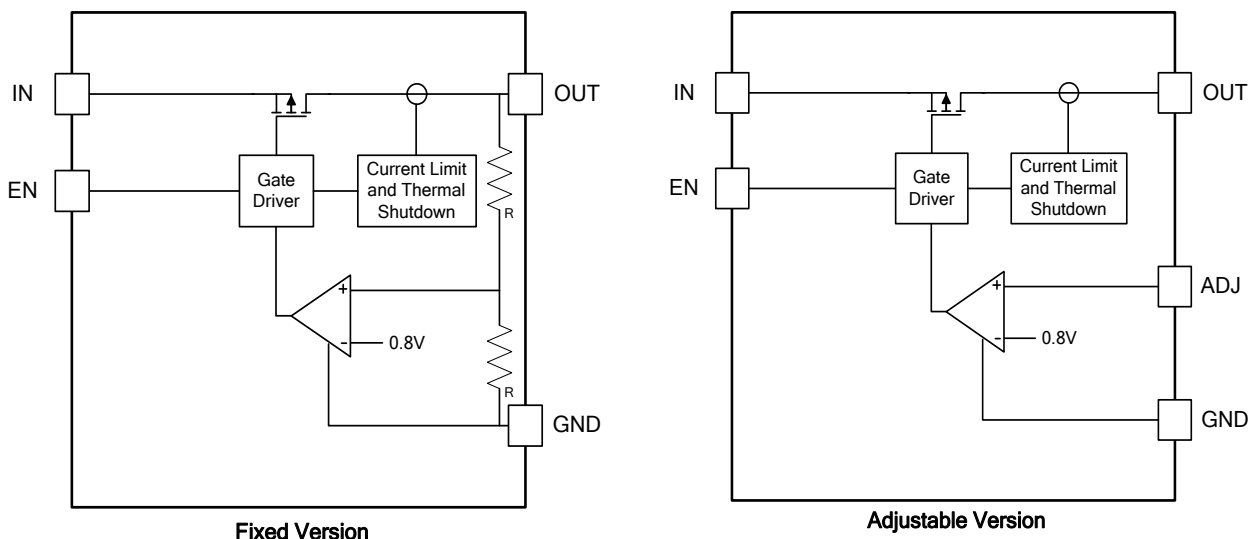 IN
OUT
EN
Gate
Driver
Current Limit
and Thermal
Shutdown
R
+
-
0.8V
R
GND
Fixed Version
IN
OUT
EN
Gate
Driver
Current Limit
and Thermal
Shutdown
ADJ
+
-
0.8V
GND
Adjustable Version